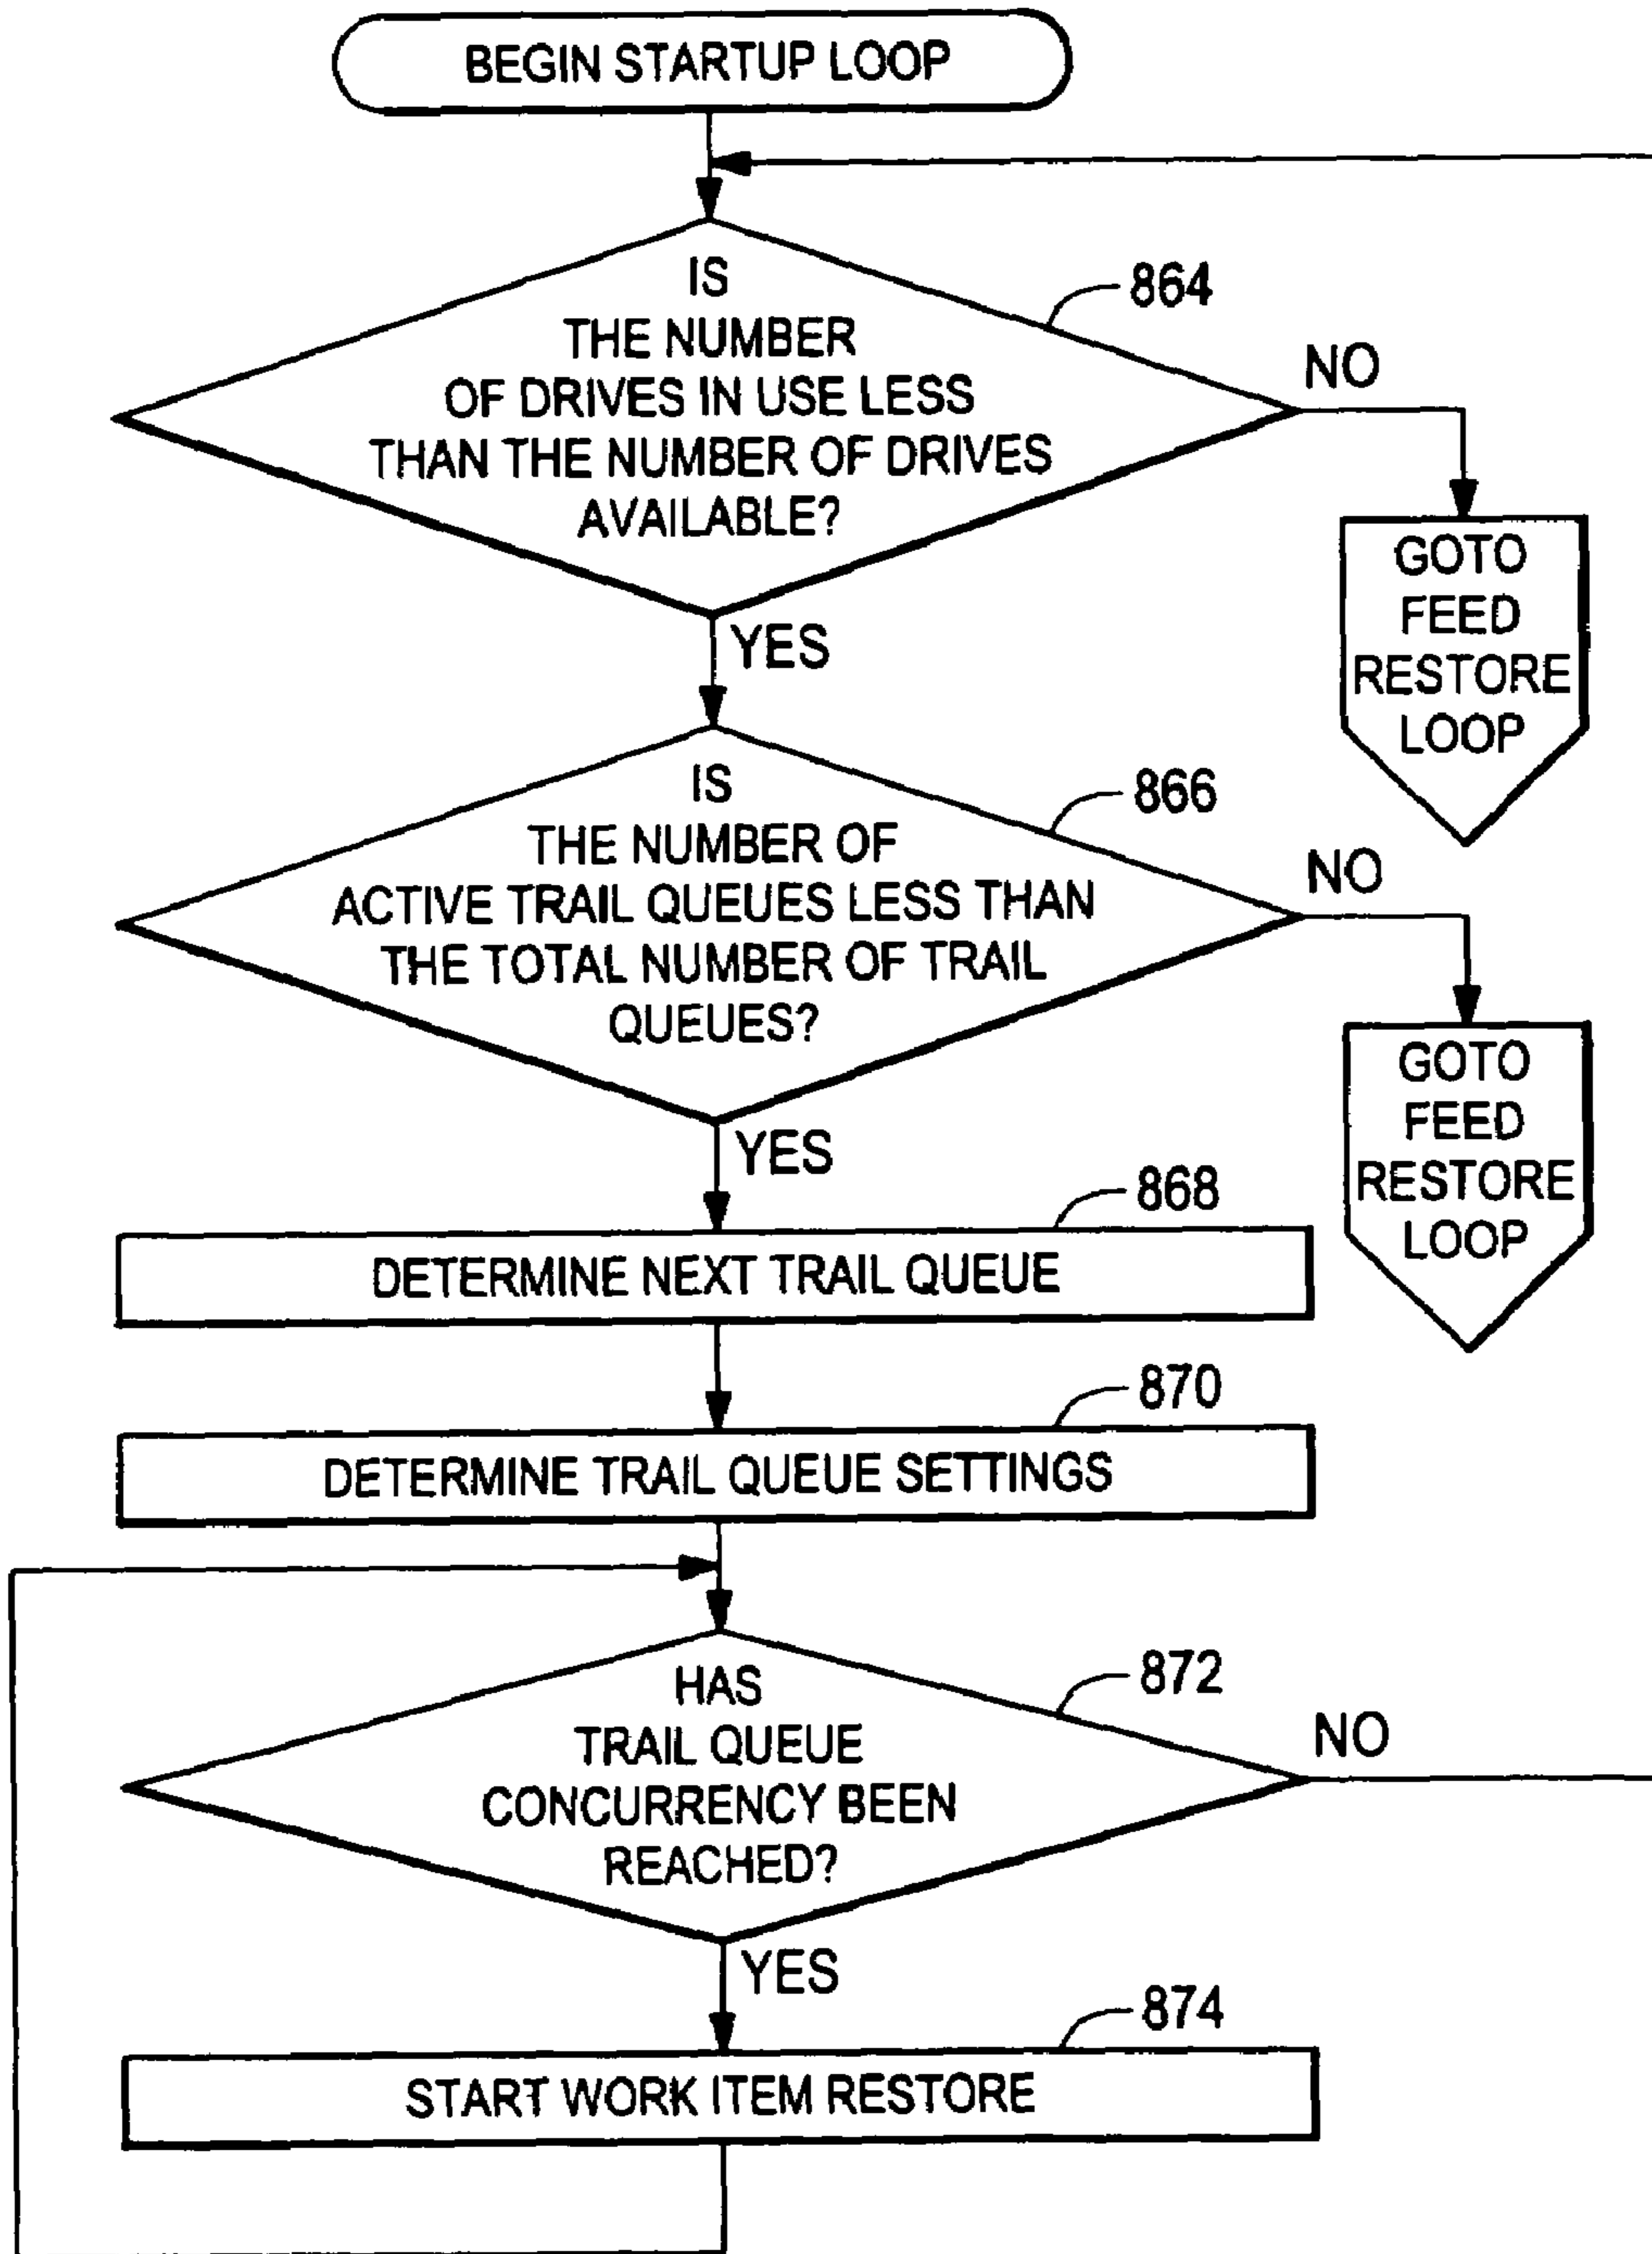 BEGIN STARTUP LOOP
IS
THE NUMBER
OF DRIVES IN USE LESS
THAN THE NUMBER OF DRIVES
AVAILABLE?
864
NO
GOTO
FEED
RESTORE
LOOP
YES
IS
THE NUMBER OF
ACTIVE TRAIL QUEUES LESS THAN
THE TOTAL NUMBER OF TRAIL
QUEUES?
866
NO
GOTO
FEED
RESTORE
LOOP
YES
868
DETERMINE NEXT TRAIL QUEUE
870
DETERMINE TRAIL QUEUE SETTINGS
HAS
TRAIL QUEUE
CONCURRENCY BEEN
REACHED?
872
NO
YES
874
START WORK ITEM RESTORE